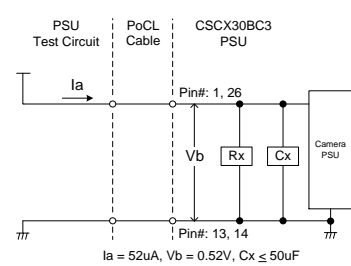 PSU
Test Circuit
PoCL
Cable
CSCX30BC3
PSU
Ia
Pin#: 1, 26
Vb
Rx
Cx
Camera
PSU
Pin#: 13, 14
Ia = 52uA, Vb = 0.52V, Cx ≤ 50uF